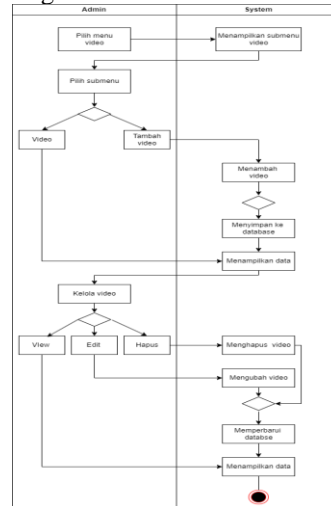 Admin
System
Pilih menu
video
Menampilkan submenu
video
Pilih submenu
Video
Tambah
video
Menambah
video
Menyimpan ke
database
Menampilkan data
Kelola video
View
Edit
Hapus
Menghapus video
Mengubah video
Memperbarui
databse
Menampilkan data